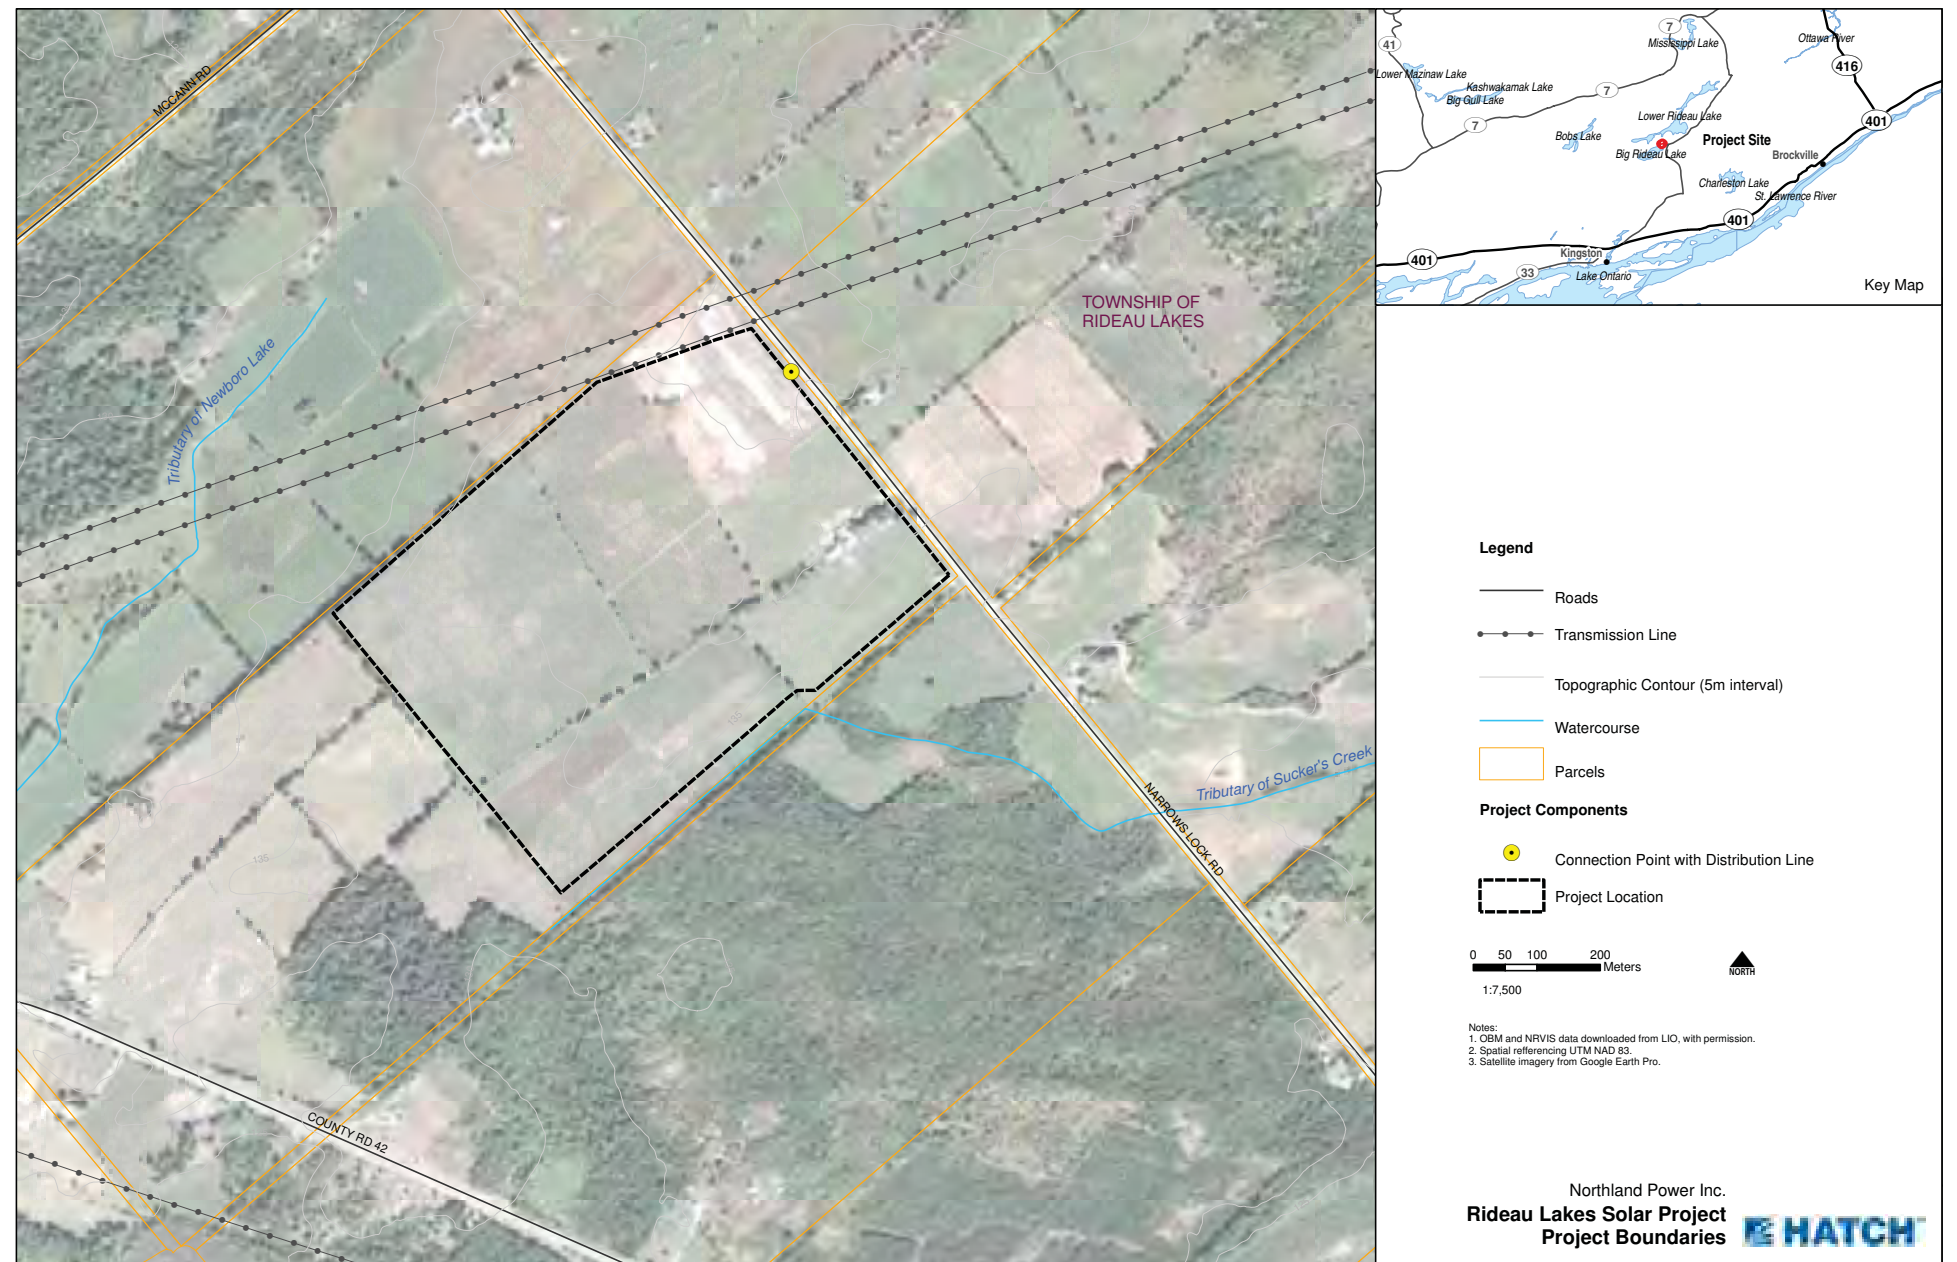 MCCANN RD
Tributary of Newboro Lake
TOWNSHIP OF
RIDEAU LAKES
135
135
Tributary of Sucker's Creek
NARROWS LOCK RD
COUNTY RD 42
7
41
Mississippi Lake
Ottawa River
416
Lower Mazinaw Lake
Kashwakamak Lake
7
Big Gull Lake
Lower Rideau Lake
401
7
Bobs Lake
Project Site
Big Rideau Lake
Brockville
Charleston Lake
St. Lawrence River
401
Kingston
401
33
Lake Ontario
Key Map
Legend
Roads
Transmission Line
Topographic Contour (5m interval)
Watercourse
Parcels
Project Components
Connection Point with Distribution Line
Project Location
0 50 100 200
Meters
1:7,500
NORTH
Notes:
1. OBM and NRVIS data downloaded from LIO, with permission.
2. Spatial refferencing UTM NAD 83.
3. Satellite imagery from Google Earth Pro.
Northland Power Inc.
Rideau Lakes Solar Project
Project Boundaries
HATCH